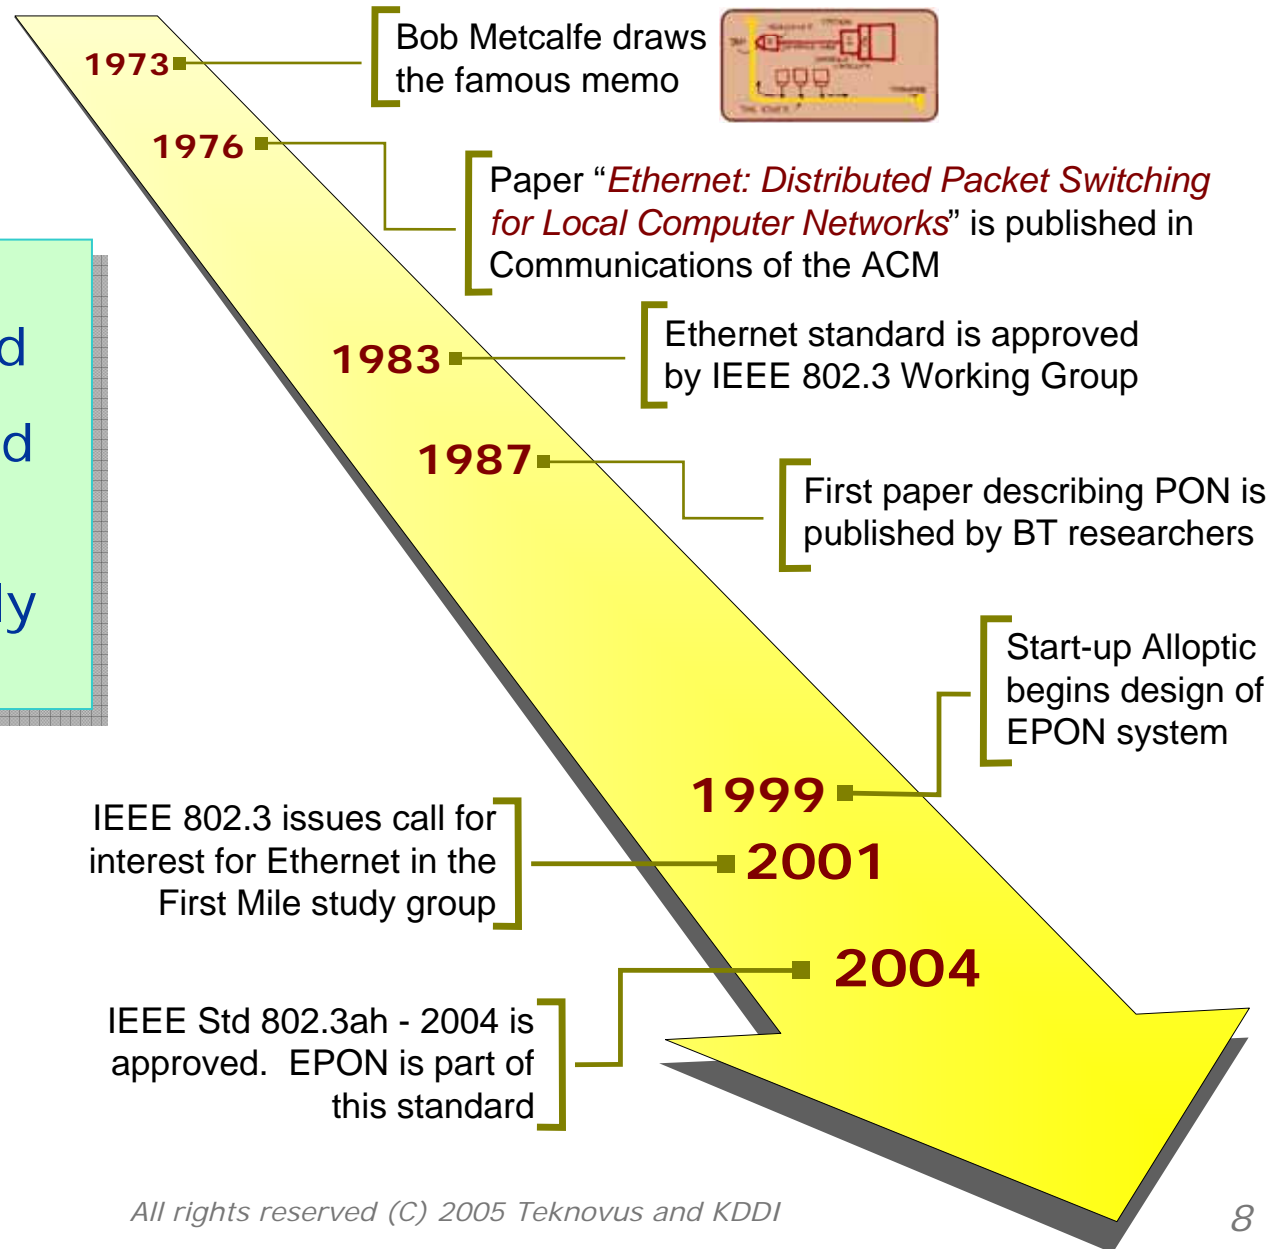 1973
Bob Metcalfe draws
the famous memo
1976
Paper “Ethernet: Distributed Packet Switching
for Local Computer Networks” is published in
Communications of the ACM
1983
Ethernet standard is approved
by IEEE 802.3 Working Group
1987
First paper describing PON is
published by BT researchers
Start-up Alloptic
begins design of
EPON system
1999
IEEE 802.3 issues call for
interest for Ethernet in the
First Mile study group
2001
2004
IEEE Std 802.3ah - 2004 is
approved. EPON is part of
this standard
All rights reserved (C) 2005 Teknovus and KDDI
8